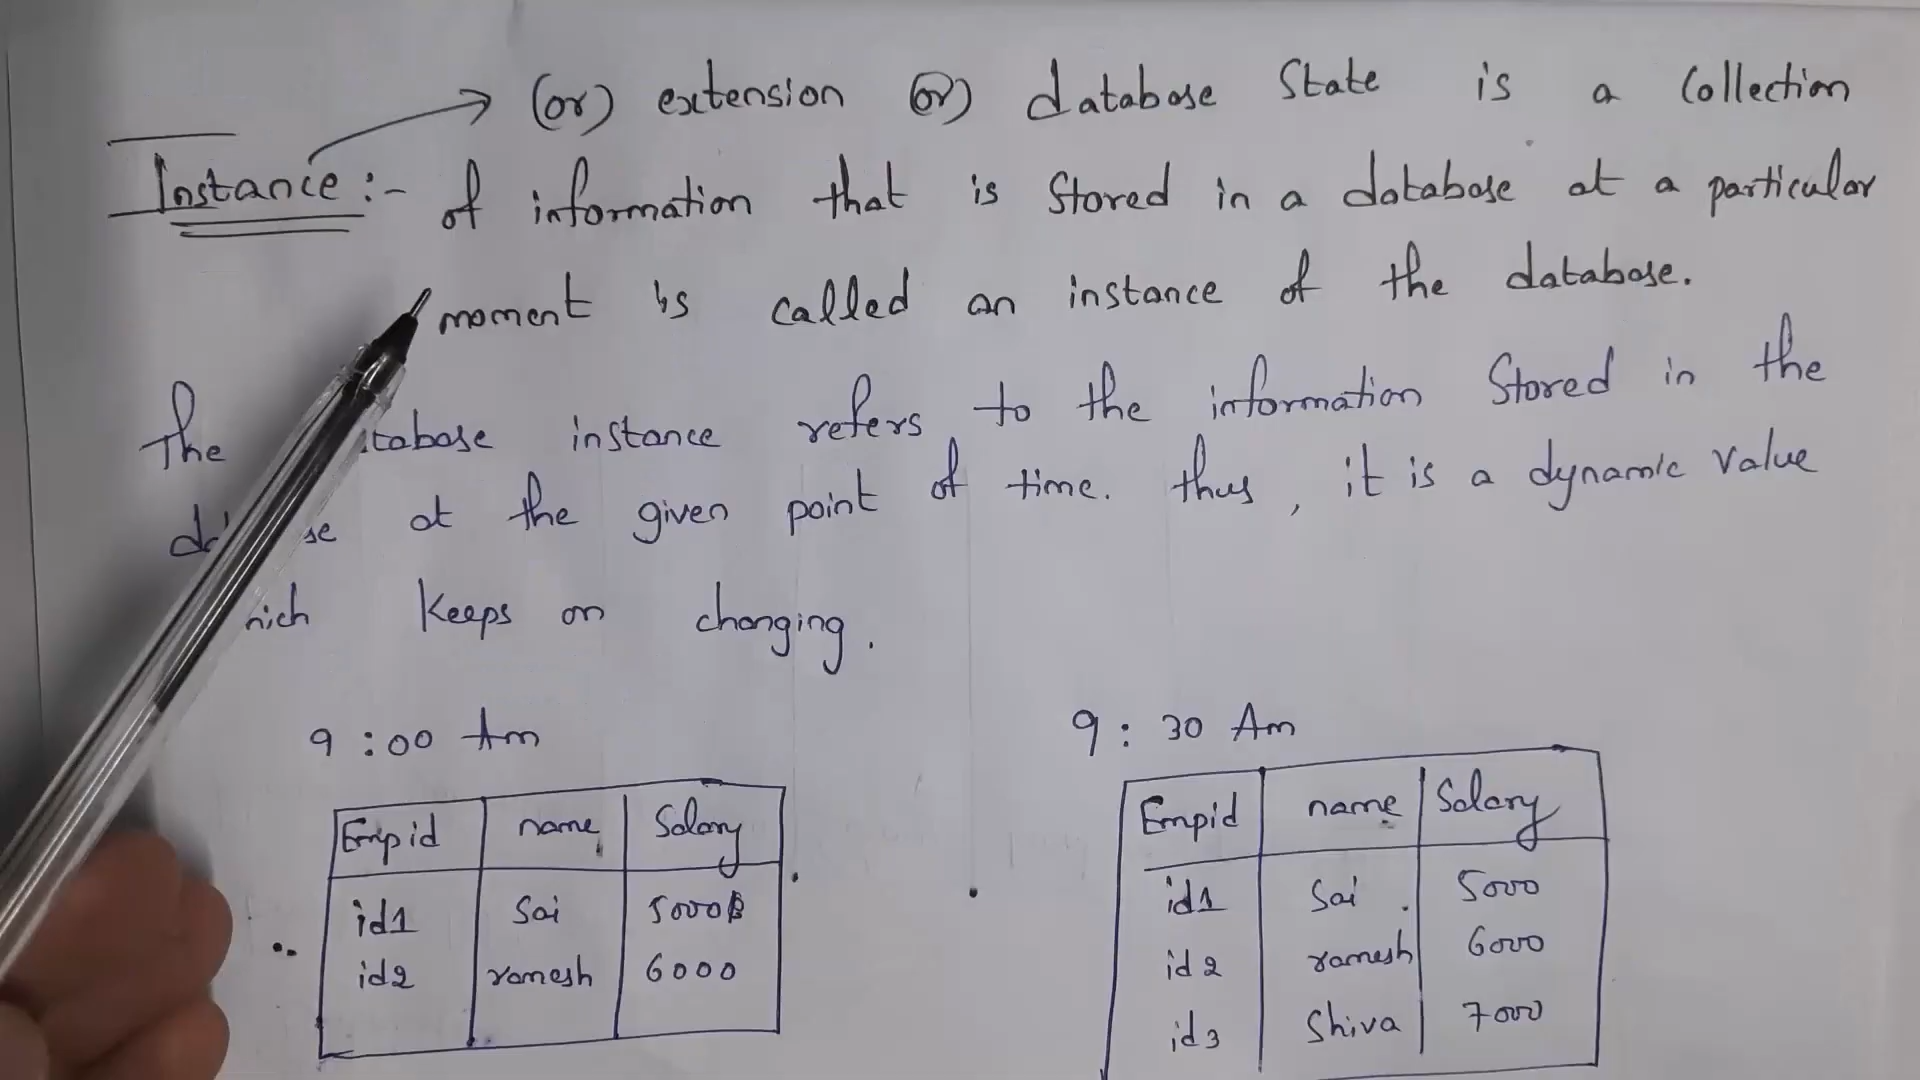 (or) extension (or) database State is a Collection
Instance :- of information that is Stored in a database at a particular
moment is called an instance of the database.
The tabase instance refers to the information Stored in the
da se at the given point of time. thus, it is a dynamic value
hich keeps on changing.
9:00 Am
9:30 Am
Empid name Salary
id1 Sai 5000
id2 ramesh 6000
Empid name Salary
id1 Sai 5000
id2 ramesh 6000
id3 Shiva 7000